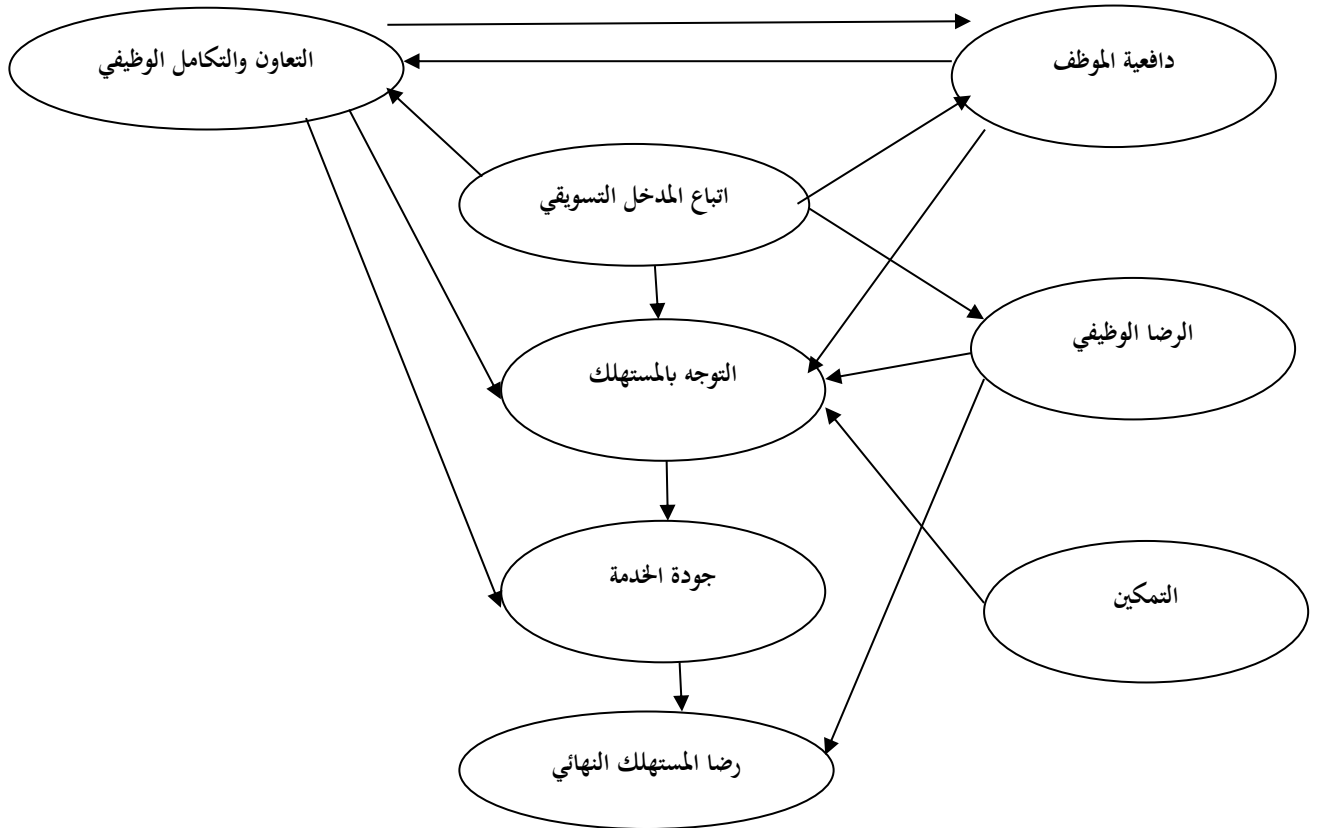 دافعية الموظف
التعاون والتكامل الوظيفي
اتباع المدخل التسويقي
الرضا الوظيفي
التوجه بالمستهلك
جودة الخدمة
التمكين
رضا المستهلك النهائي